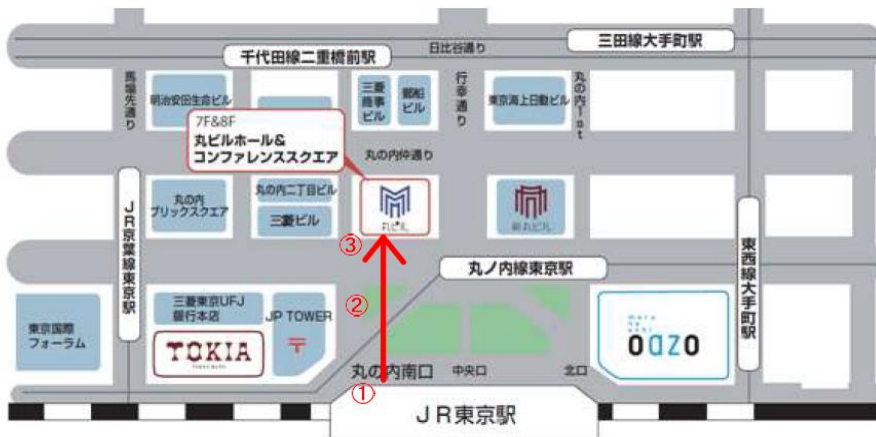 三田線大手町駅
日比谷通り
千代田線二重橋前駅
馬場先通り
明治安田生命ビル
三菱
商事
ビル
郵船
ビル
行幸通り
東京海上日動ビル
丸の内1st
7F&8F
丸ビルホール&
コンファレンススクエア
丸の内仲通り
丸の内
ブリックスクエア
丸の内二丁目ビル
三菱ビル
丸ビル
新丸ビル
JR京葉線東京駅
③
丸ノ内線東京駅
東西線大手町駅
東京国際
フォーラム
三菱東京UFJ
銀行本店
JP TOWER
〒
TOKIA
②
maru
no
uchi
oazo
丸の内南口
中央口
北口
①
JR東京駅